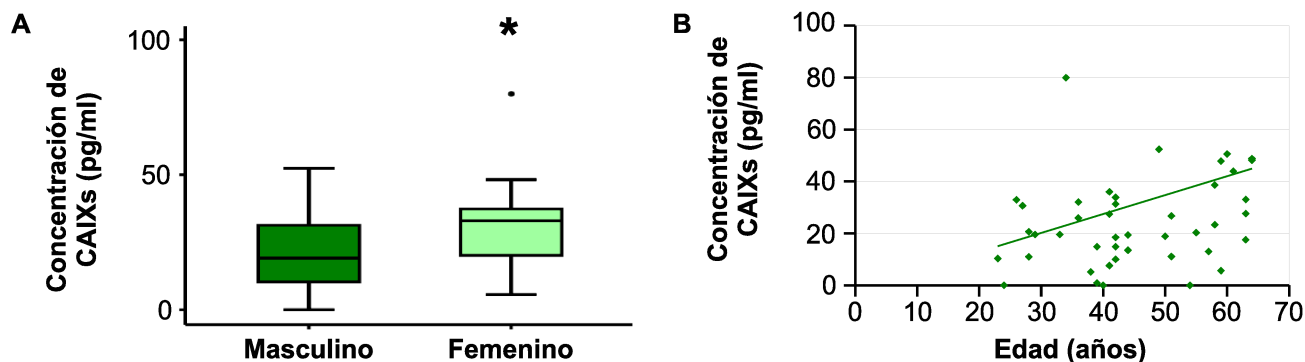 A
Concentración de
CAIXs (pg/ml)
100
50
0
*
Masculino
Femenino
B
Concentración de
CAIXs (pg/ml)
100
80
60
40
20
0
0 10 20 30 40 50 60 70
Edad (años)